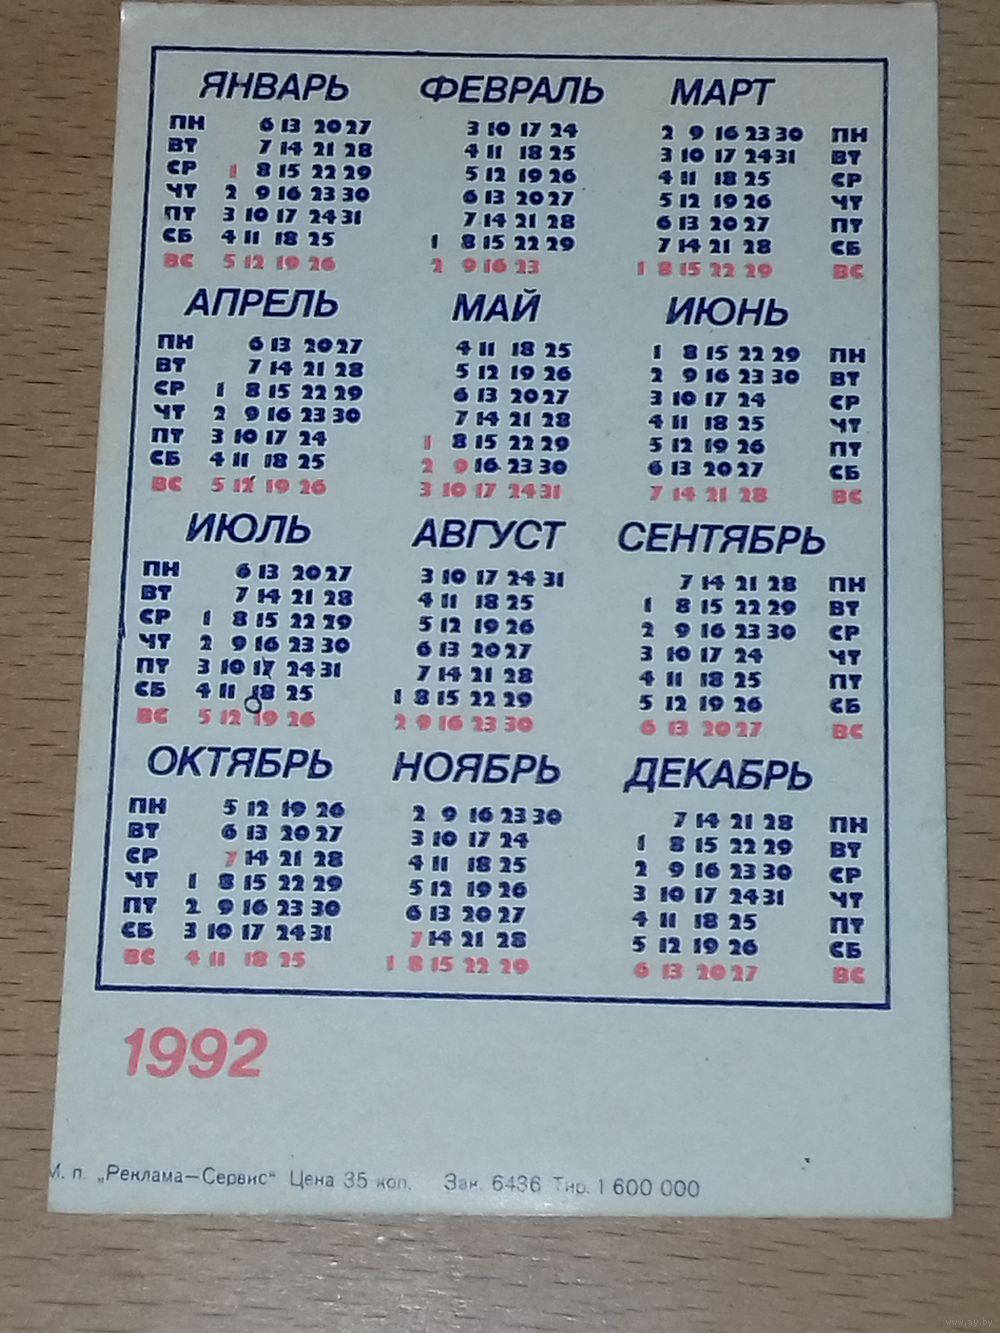 ЯНВАРЬ ФЕВРАЛЬ МАРТ
ПН 6 13 20 27 3 10 17 24 2 9 16 23 30 ПН
ВТ 7 14 21 28 4 11 18 25 3 10 17 24 31 ВТ
СР 1 8 15 22 29 5 12 19 26 4 11 18 25 СР
ЧТ 2 9 16 23 30 6 13 20 27 5 12 19 26 ЧТ
ПТ 3 10 17 24 31 7 14 21 28 6 13 20 27 ПТ
СБ 4 11 18 25 1 8 15 22 29 7 14 21 28 СБ
ВС 5 12 19 26 2 9 16 23 1 8 15 22 29 ВС
АПРЕЛЬ МАЙ ИЮНЬ
ПН 6 13 20 27 4 11 18 25 1 8 15 22 29 ПН
ВТ 7 14 21 28 5 12 19 26 2 9 16 23 30 ВТ
СР 1 8 15 22 29 6 13 20 27 3 10 17 24 СР
ЧТ 2 9 16 23 30 7 14 21 28 4 11 18 25 ЧТ
ПТ 3 10 17 24 1 8 15 22 29 5 12 19 26 ПТ
СБ 4 11 18 25 2 9 16 23 30 6 13 20 27 СБ
ВС 5 12 19 26 3 10 17 24 31 7 14 21 28 ВС
ИЮЛЬ АВГУСТ СЕНТЯБРЬ
ПН 6 13 20 27 3 10 17 24 31 7 14 21 28 ПН
ВТ 7 14 21 28 4 11 18 25 1 8 15 22 29 ВТ
СР 1 8 15 22 29 5 12 19 26 2 9 16 23 30 СР
ЧТ 2 9 16 23 30 6 13 20 27 3 10 17 24 ЧТ
ПТ 3 10 17 24 31 7 14 21 28 4 11 18 25 ПТ
СБ 4 11 18 25 1 8 15 22 29 5 12 19 26 СБ
ВС 5 12 19 26 2 9 16 23 30 6 13 20 27 ВС
ОКТЯБРЬ НОЯБРЬ ДЕКАБРЬ
ПН 5 12 19 26 2 9 16 23 30 7 14 21 28 ПН
ВТ 6 13 20 27 3 10 17 24 1 8 15 22 29 ВТ
СР 7 14 21 28 4 11 18 25 2 9 16 23 30 СР
ЧТ 1 8 15 22 29 5 12 19 26 3 10 17 24 31 ЧТ
ПТ 2 9 16 23 30 6 13 20 27 4 11 18 25 ПТ
СБ 3 10 17 24 31 7 14 21 28 5 12 19 26 СБ
ВС 4 11 18 25 1 8 15 22 29 6 13 20 27 ВС
1992
М. п. „Реклама—Сервис“ Цена 35 коп. Зак. 6436 Тир. 1 600 000
www.ay.by